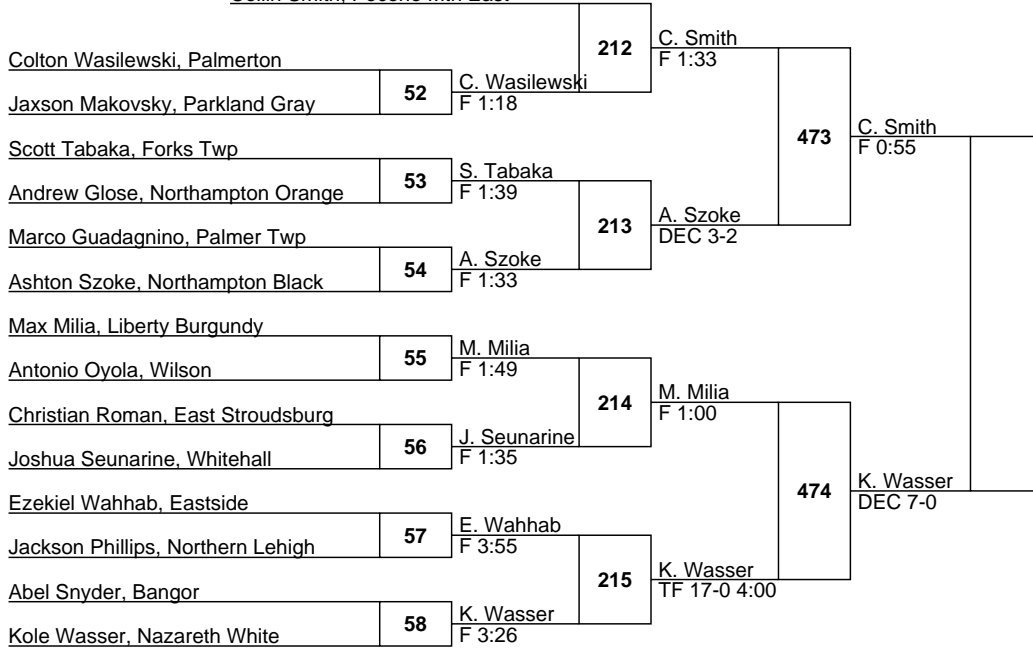 212
C. Smith
F 1:33
Colton Wasilewski, Palmerton
52
C. Wasilewski
F 1:18
Jaxson Makovsky, Parkland Gray
473
C. Smith
F 0:55
Scott Tabaka, Forks Twp
53
S. Tabaka
F 1:39
Andrew Glose, Northampton Orange
213
A. Szoke
DEC 3-2
Marco Guadagnino, Palmer Twp
54
A. Szoke
F 1:33
Ashton Szoke, Northampton Black
Max Milia, Liberty Burgundy
55
M. Milia
F 1:49
Antonio Oyola, Wilson
214
M. Milia
F 1:00
Christian Roman, East Stroudsburg
56
J. Seunarine
F 1:35
Joshua Seunarine, Whitehall
474
K. Wasser
DEC 7-0
Ezekiel Wahhab, Eastside
57
E. Wahhab
F 3:55
Jackson Phillips, Northern Lehigh
215
K. Wasser
TF 17-0 4:00
Abel Snyder, Bangor
58
K. Wasser
F 3:26
Kole Wasser, Nazareth White